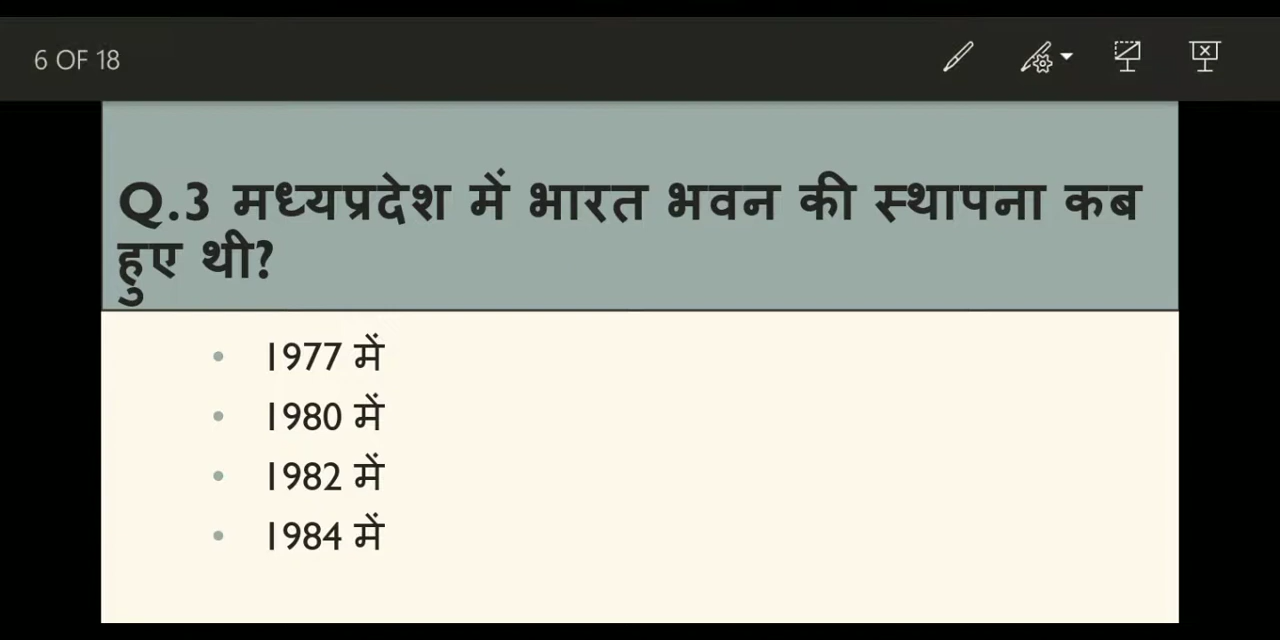 6 OF 18
Q.3 मध्यप्रदेश में भारत भवन की स्थापना कब
हुए थी?
• 1977 में
• 1980 में
• 1982 में
• 1984 में